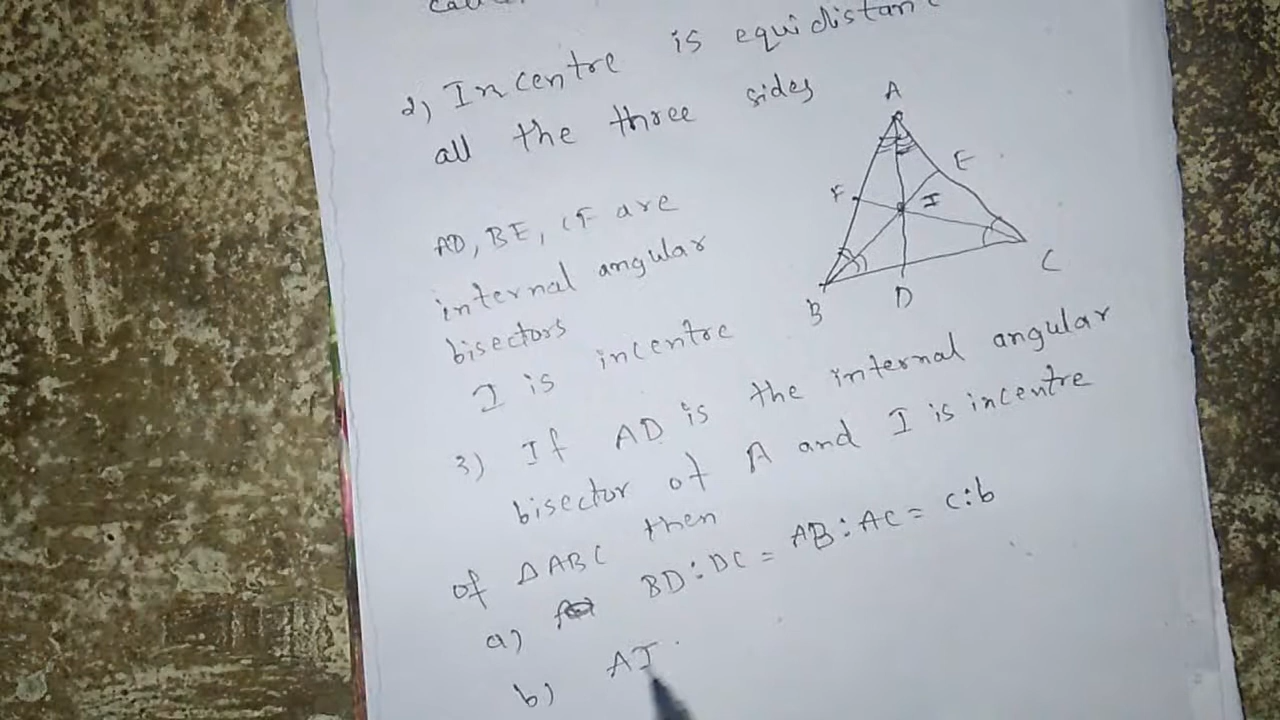 2) Incentre is equidistant
all the three sides
A
F
E
I
B
D
C
AD, BE, CF are
internal angular
bisectors
I is incentre
3) If AD is the internal angular
bisector of A and I is incentre
of ΔABC then
a) BD:DC = AB:AC = c:b
b) AI